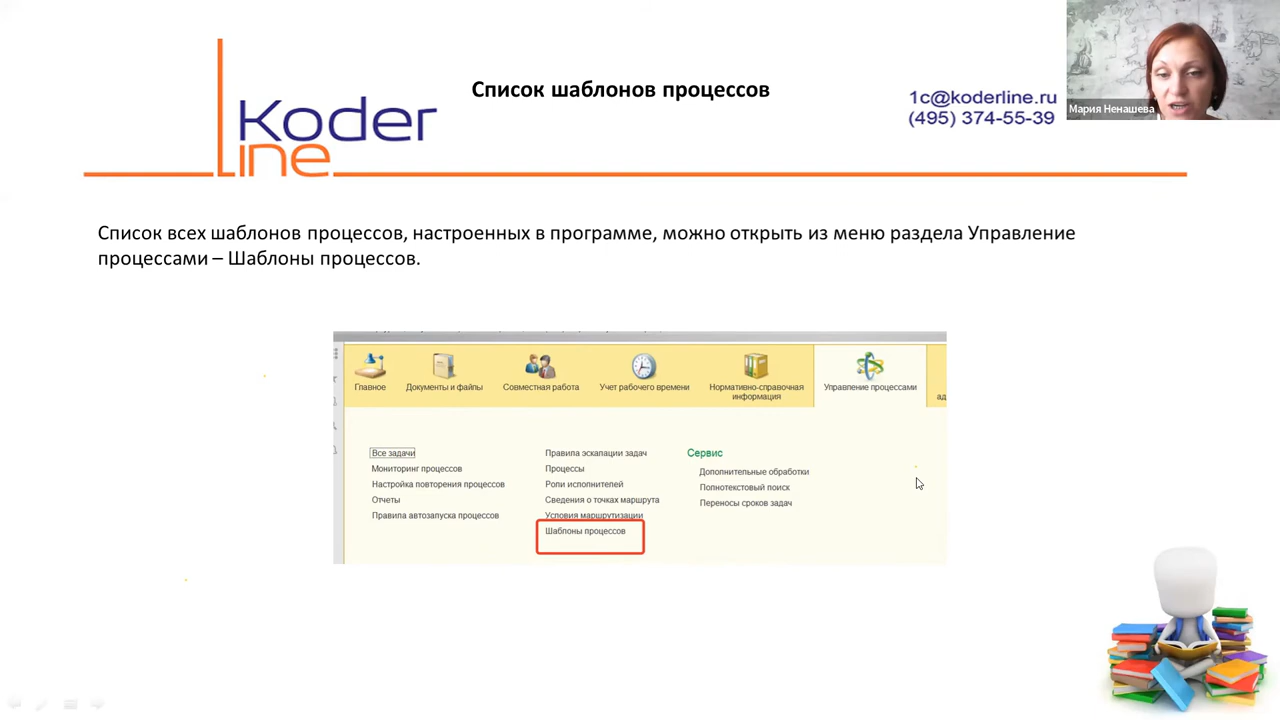 Koder
Line
Список шаблонов процессов
1c@koderline.ru
(495) 374-55-39
Мария Ненашева
Список всех шаблонов процессов, настроенных в программе, можно открыть из меню раздела Управление
процессами – Шаблоны процессов.
Главное
Документы и файлы
Совместная работа
Учет рабочего времени
Нормативно-справочная
информация
Управление процессами
ад
Все задачи
Мониторинг процессов
Настройка повторения процессов
Отчеты
Правила автозапуска процессов
Правила эскалации задач
Процессы
Роли исполнителей
Сведения о точках маршрута
Условия маршрутизации
Шаблоны процессов
Сервис
Дополнительные обработки
Полнотекстовый поиск
Переносы сроков задач